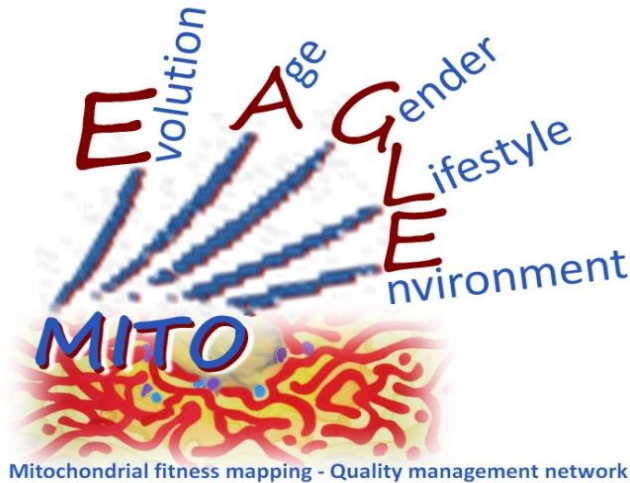 Evolution
Age
Gender
Lifestyle
Environment
MITO
Mitochondrial fitness mapping - Quality management network